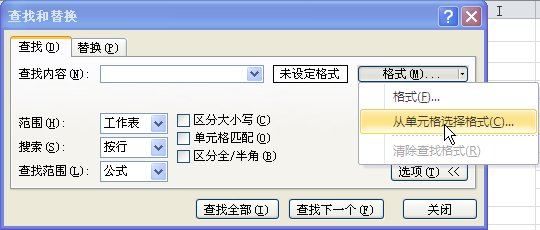 查找和替换
查找(D) 替换(P)
查找内容(N): 未设定格式 格式(M)...
格式(F)...
从单元格选择格式(C)...
清除查找格式(R)
范围(H): 工作表 区分大小写(C)
搜索(S): 按行 单元格匹配(O)
查找范围(L): 公式 区分全/半角(B)
选项(T) <<
查找全部(I) 查找下一个(F) 关闭
I